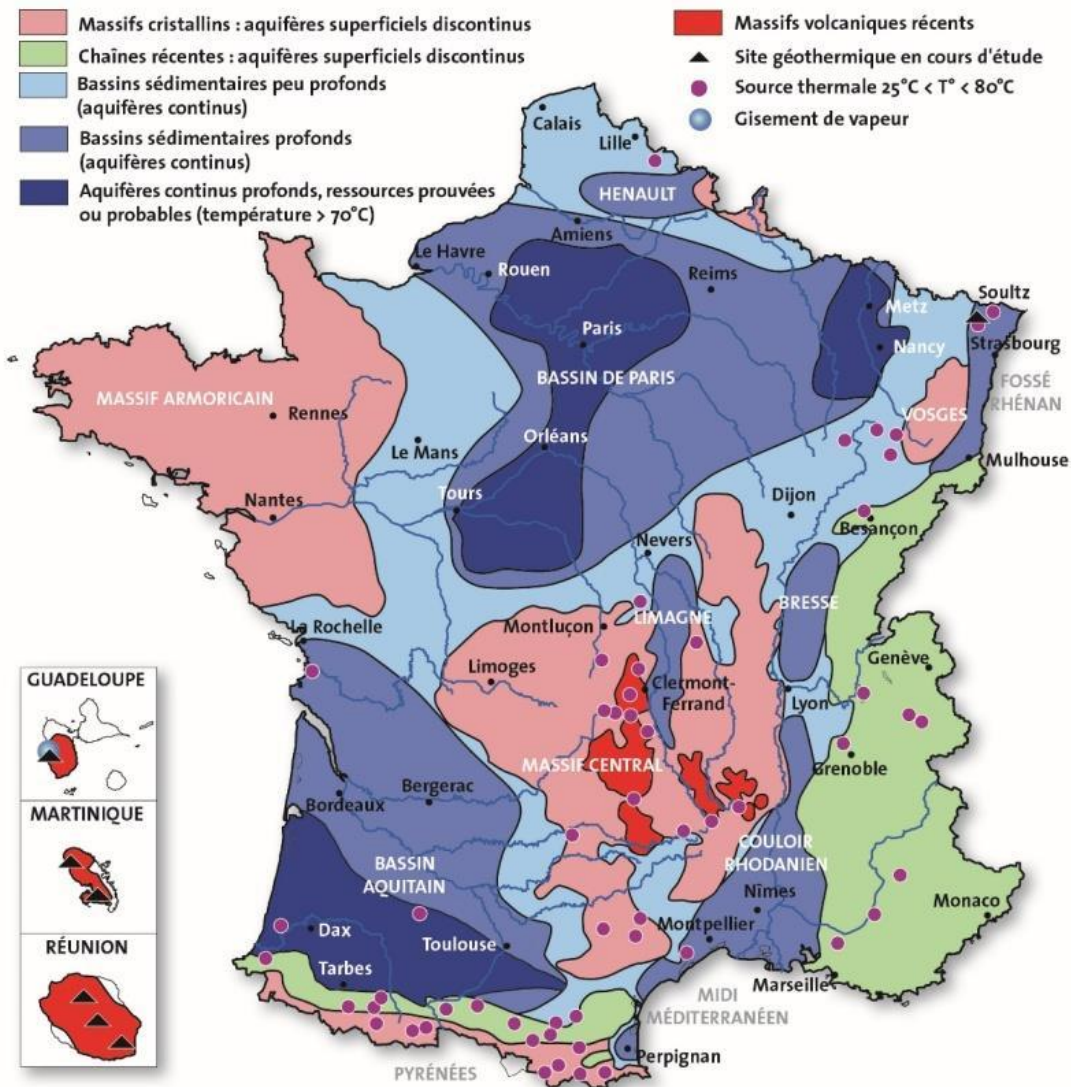 Massifs cristallins : aquifères superficiels discontinus
Chaînes récentes : aquifères superficiels discontinus
Bassins sédimentaires peu profonds
(aquifères continus)
Bassins sédimentaires profonds
(aquifères continus)
Aquifères continus profonds, ressources prouvées
ou probables (température > 70°C)
Massifs volcaniques récents
Site géothermique en cours d'étude
Source thermale 25°C < T° < 80°C
Gisement de vapeur
Calais
Lille
HENAULT
Amiens
Le Havre
Rouen
Reims
Metz
Soultz
Paris
Nancy
Strasbourg
BASSIN DE PARIS
FOSSÉ
RHÉNAN
MASSIF ARMORICAIN
Rennes
VOSGES
Orléans
Le Mans
Mulhouse
Tours
Dijon
Nantes
Besançon
Nevers
BRESSE
LIMAGNE
La Rochelle
Montluçon
Limoges
Genève
Clermont-
Ferrand
Lyon
MASSIF CENTRAL
Grenoble
Bergerac
Bordeaux
COULOIR
RHODANIEN
BASSIN
AQUITAIN
Nîmes
Monaco
Montpellier
Dax
Toulouse
Tarbes
Marseille
MIDI
MÉDITERRANÉEN
Perpignan
PYRÉNÉES
GUADELOUPE
MARTINIQUE
RÉUNION